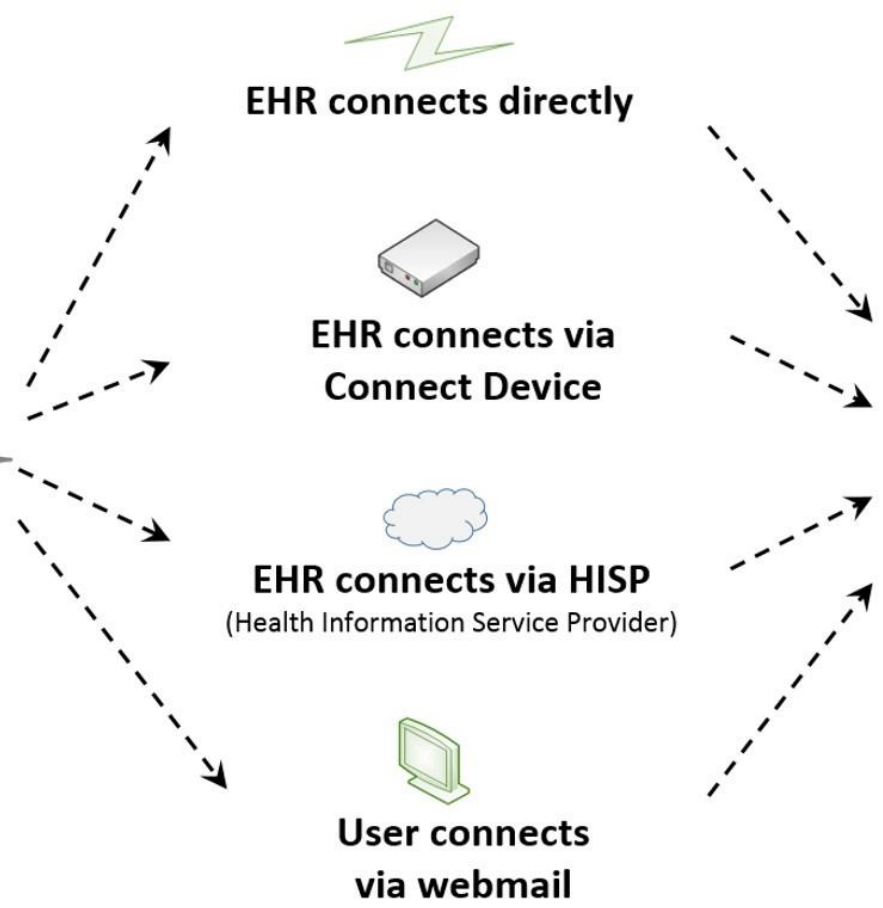 EHR connects directly
EHR connects via
Connect Device
EHR connects via HISP
(Health Information Service Provider)
User connects
via webmail